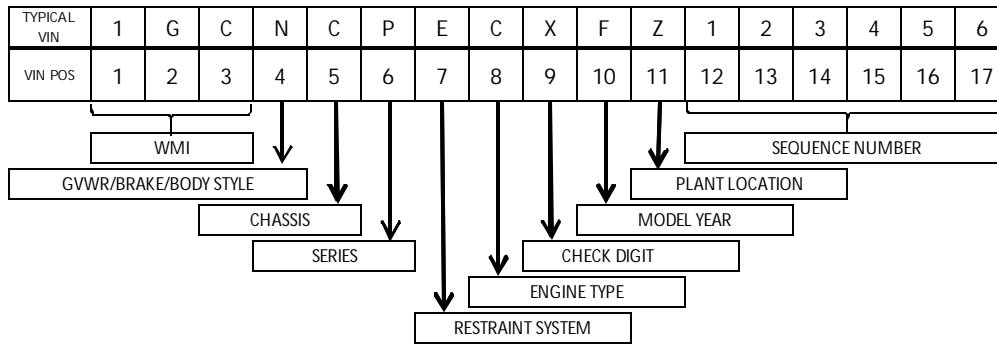 TYPICAL VIN 1 G C N C P E C X F Z 1 2 3 4 5 6
VIN POS 1 2 3 4 5 6 7 8 9 10 11 12 13 14 15 16 17
WMI SEQUENCE NUMBER
GVWR/BRAKE/BODY STYLE PLANT LOCATION
CHASSIS MODEL YEAR
SERIES CHECK DIGIT
ENGINE TYPE
RESTRAINT SYSTEM